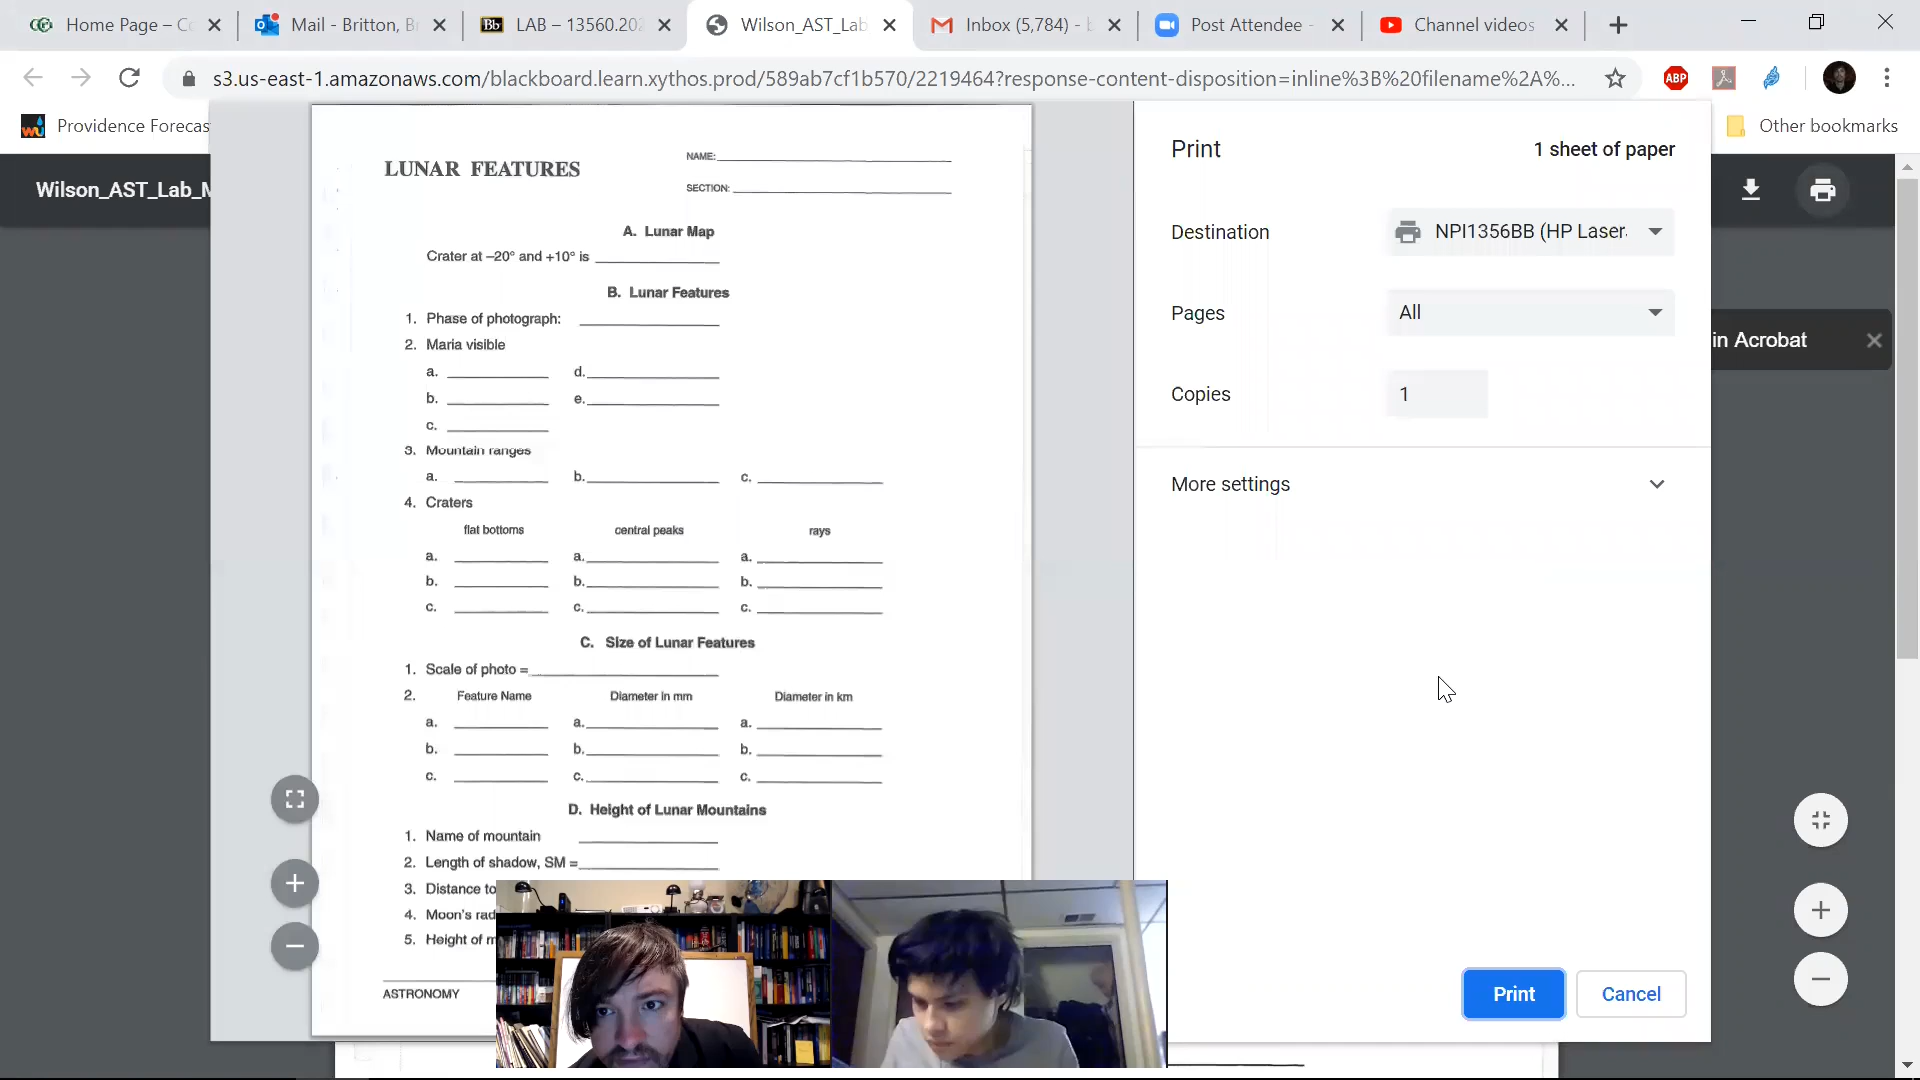 Home Page – Co
Mail - Britton, B
LAB – 13560.202
Wilson_AST_Lab
Inbox (5,784) - b
Post Attendee -
Channel videos
s3.us-east-1.amazonaws.com/blackboard.learn.xythos.prod/589ab7cf1b570/2219464?response-content-disposition=inline%3B%20filename%2A%...
ABP
Providence Forecas
Other bookmarks
Wilson_AST_Lab_M
in Acrobat
LUNAR FEATURES
NAME:
SECTION:
A. Lunar Map
Crater at –20° and +10° is
B. Lunar Features
1. Phase of photograph:
2. Maria visible
a. d.
b. e.
c.
3. Mountain ranges
a. b. c.
4. Craters
flat bottoms central peaks rays
a. a. a.
b. b. b.
c. c. c.
C. Size of Lunar Features
1. Scale of photo =
2. Feature Name Diameter in mm Diameter in km
a. a. a.
b. b. b.
c. c. c.
D. Height of Lunar Mountains
1. Name of mountain
2. Length of shadow, SM =
3. Distance to
4. Moon's rad
5. Height of m
ASTRONOMY
Print 1 sheet of paper
Destination NPI1356BB (HP Laser
Pages All
Copies 1
More settings
Print Cancel